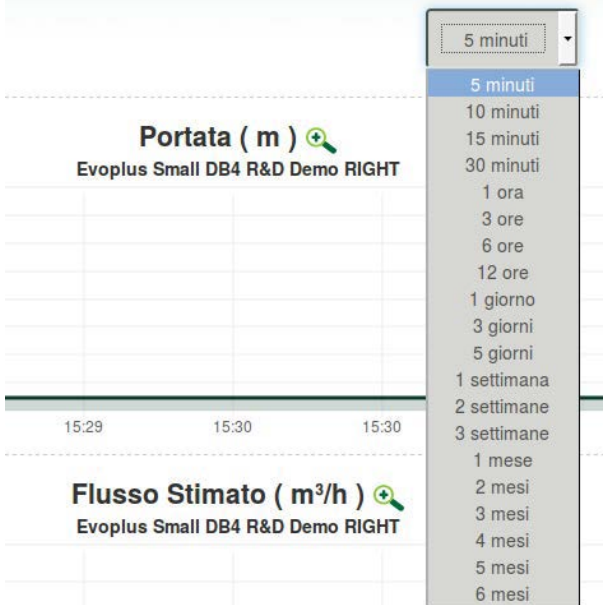 5 minuti
5 minuti
10 minuti
15 minuti
30 minuti
1 ora
3 ore
6 ore
12 ore
1 giorno
3 giorni
5 giorni
1 settimana
2 settimane
3 settimane
1 mese
2 mesi
3 mesi
4 mesi
5 mesi
6 mesi
Portata ( m )
Evoplus Small DB4 R&D Demo RIGHT
15:29 15:30 15:30
Flusso Stimato ( m³/h )
Evoplus Small DB4 R&D Demo RIGHT